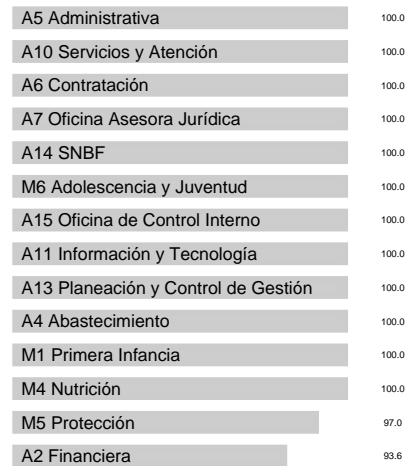 A5 Administrativa 100.0
A10 Servicios y Atención 100.0
A6 Contratación 100.0
A7 Oficina Asesora Jurídica 100.0
A14 SNBF 100.0
M6 Adolescencia y Juventud 100.0
A15 Oficina de Control Interno 100.0
A11 Información y Tecnología 100.0
A13 Planeación y Control de Gestión 100.0
A4 Abastecimiento 100.0
M1 Primera Infancia 100.0
M4 Nutrición 100.0
M5 Protección 97.0
A2 Financiera 93.6